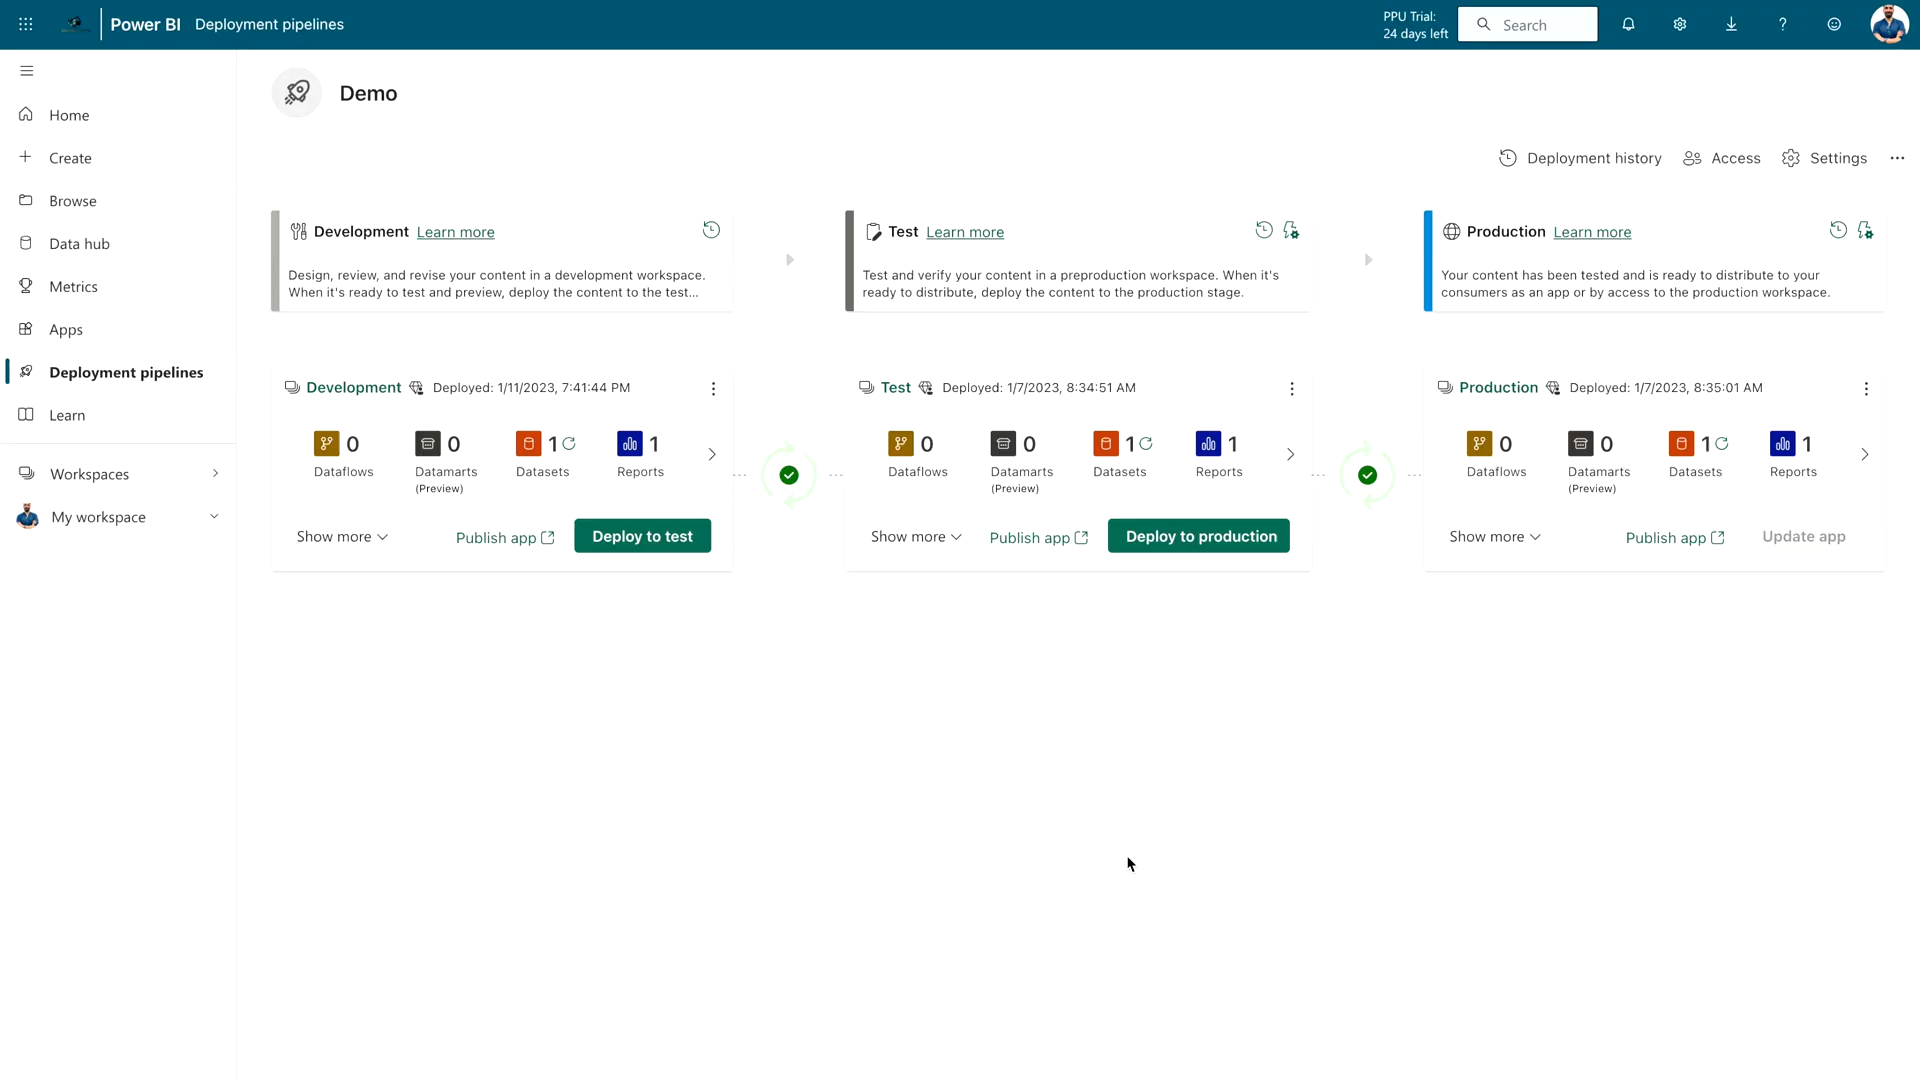 Power BI Deployment pipelines
PPU Trial:
24 days left
Search
Home
Create
Browse
Data hub
Metrics
Apps
Deployment pipelines
Learn
Workspaces
My workspace
Demo
Deployment history Access Settings
Development Learn more
Design, review, and revise your content in a development workspace.
When it's ready to test and preview, deploy the content to the test...
Test Learn more
Test and verify your content in a preproduction workspace. When it's
ready to distribute, deploy the content to the production stage.
Production Learn more
Your content has been tested and is ready to distribute to your
consumers as an app or by access to the production workspace.
Development Deployed: 1/11/2023, 7:41:44 PM
0 0 1 1
Dataflows Datamarts Datasets Reports
(Preview)
Show more Publish app Deploy to test
Test Deployed: 1/7/2023, 8:34:51 AM
0 0 1 1
Dataflows Datamarts Datasets Reports
(Preview)
Show more Publish app Deploy to production
Production Deployed: 1/7/2023, 8:35:01 AM
0 0 1 1
Dataflows Datamarts Datasets Reports
(Preview)
Show more Publish app Update app